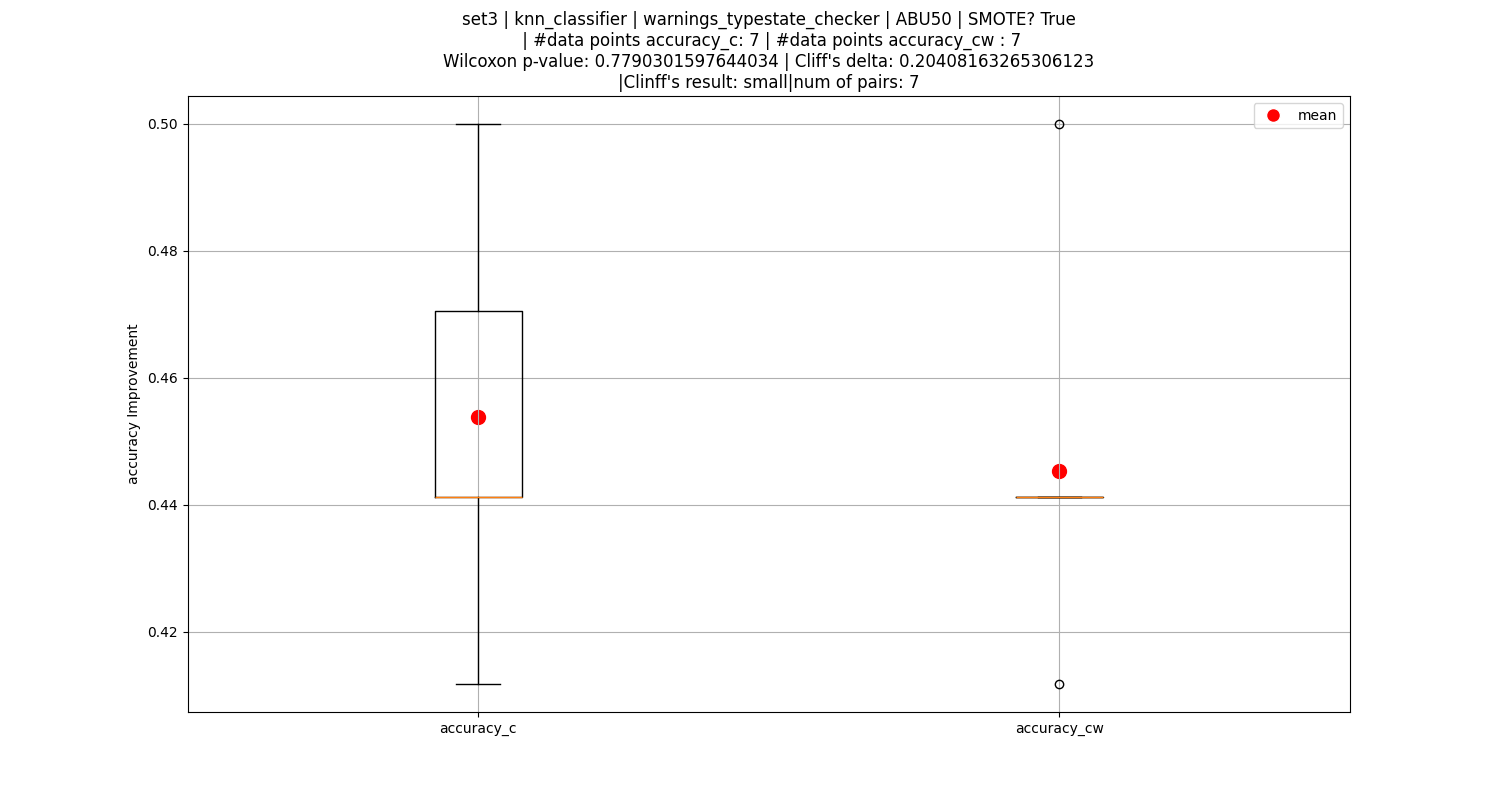 set3 | knn_classifier | warnings_typestate_checker | ABU50 | SMOTE? True
| #data points accuracy_c: 7 | #data points accuracy_cw : 7
Wilcoxon p-value: 0.7790301597644034 | Cliff's delta: 0.20408163265306123
|Clinff's result: small|num of pairs: 7
mean
0.50
0.48
0.46
0.44
0.42
accuracy Improvement
accuracy_c
accuracy_cw